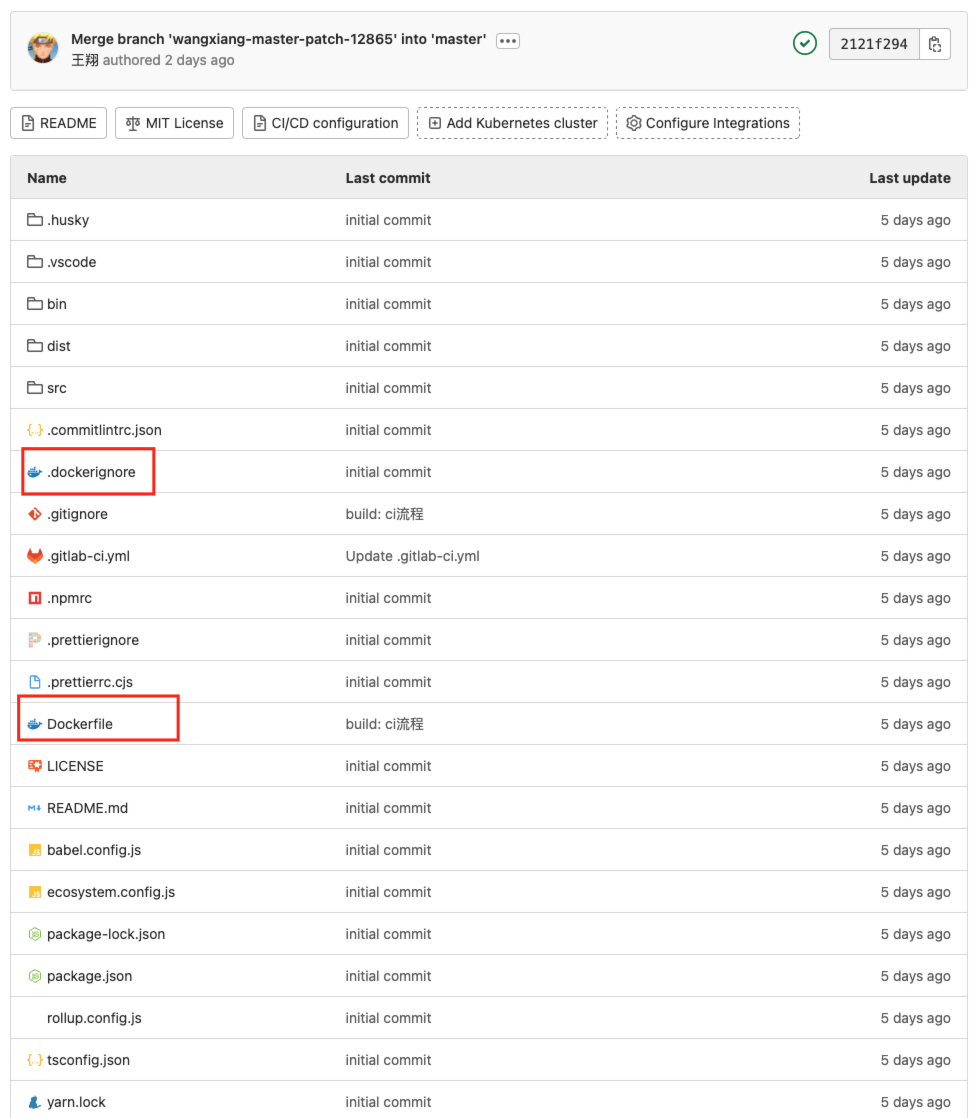 Merge branch 'wangxiang-master-patch-12865' into 'master'
王翔 authored 2 days ago
2121f294
README MIT License CI/CD configuration Add Kubernetes cluster Configure Integrations
Name Last commit Last update
.husky initial commit 5 days ago
.vscode initial commit 5 days ago
bin initial commit 5 days ago
dist initial commit 5 days ago
src initial commit 5 days ago
.commitlintrc.json initial commit 5 days ago
.dockerignore initial commit 5 days ago
.gitignore build: ci流程 5 days ago
.gitlab-ci.yml Update .gitlab-ci.yml 5 days ago
.npmrc initial commit 5 days ago
.prettierignore initial commit 5 days ago
.prettierrc.cjs initial commit 5 days ago
Dockerfile build: ci流程 5 days ago
LICENSE initial commit 5 days ago
README.md initial commit 5 days ago
babel.config.js initial commit 5 days ago
ecosystem.config.js initial commit 5 days ago
package-lock.json initial commit 5 days ago
package.json initial commit 5 days ago
rollup.config.js initial commit 5 days ago
tsconfig.json initial commit 5 days ago
yarn.lock initial commit 5 days ago